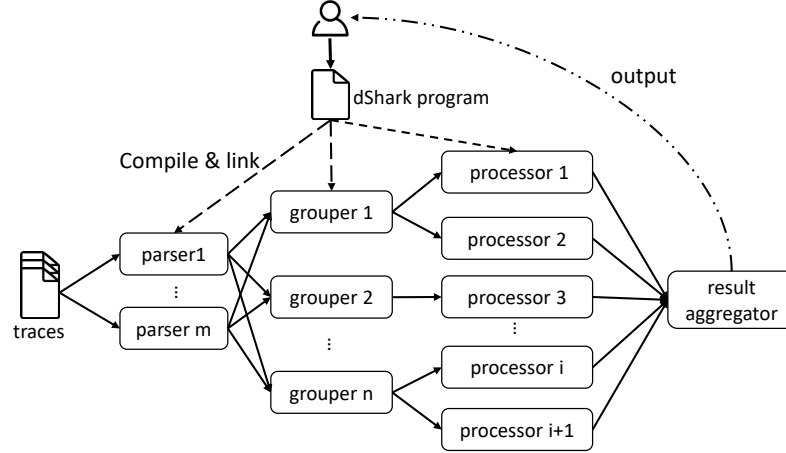 output
dShark program
Compile & link
processor 1
grouper 1
processor 2
parser1
grouper 2
processor 3
result
aggregator
⋮
⋮
traces
parser m
⋮
processor i
grouper n
processor i+1